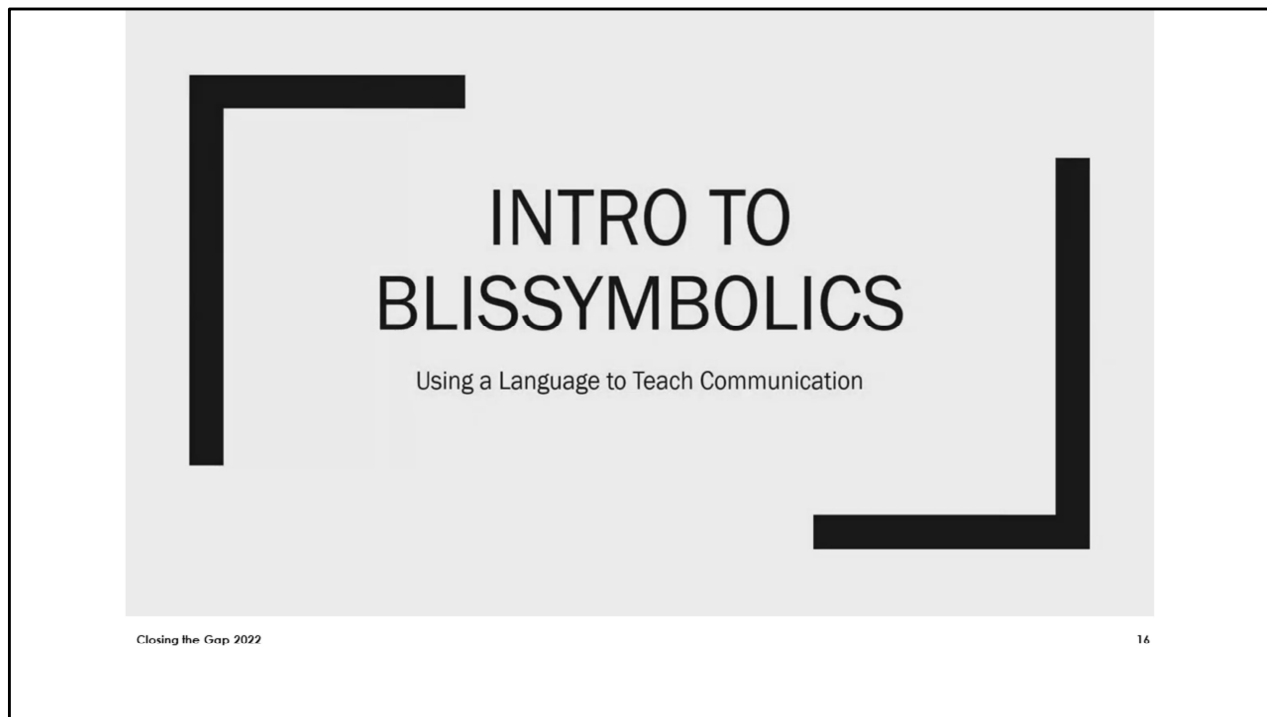 INTRO TO
BLISSYMBOLICS
Using a Language to Teach Communication
Closing the Gap 2022
16